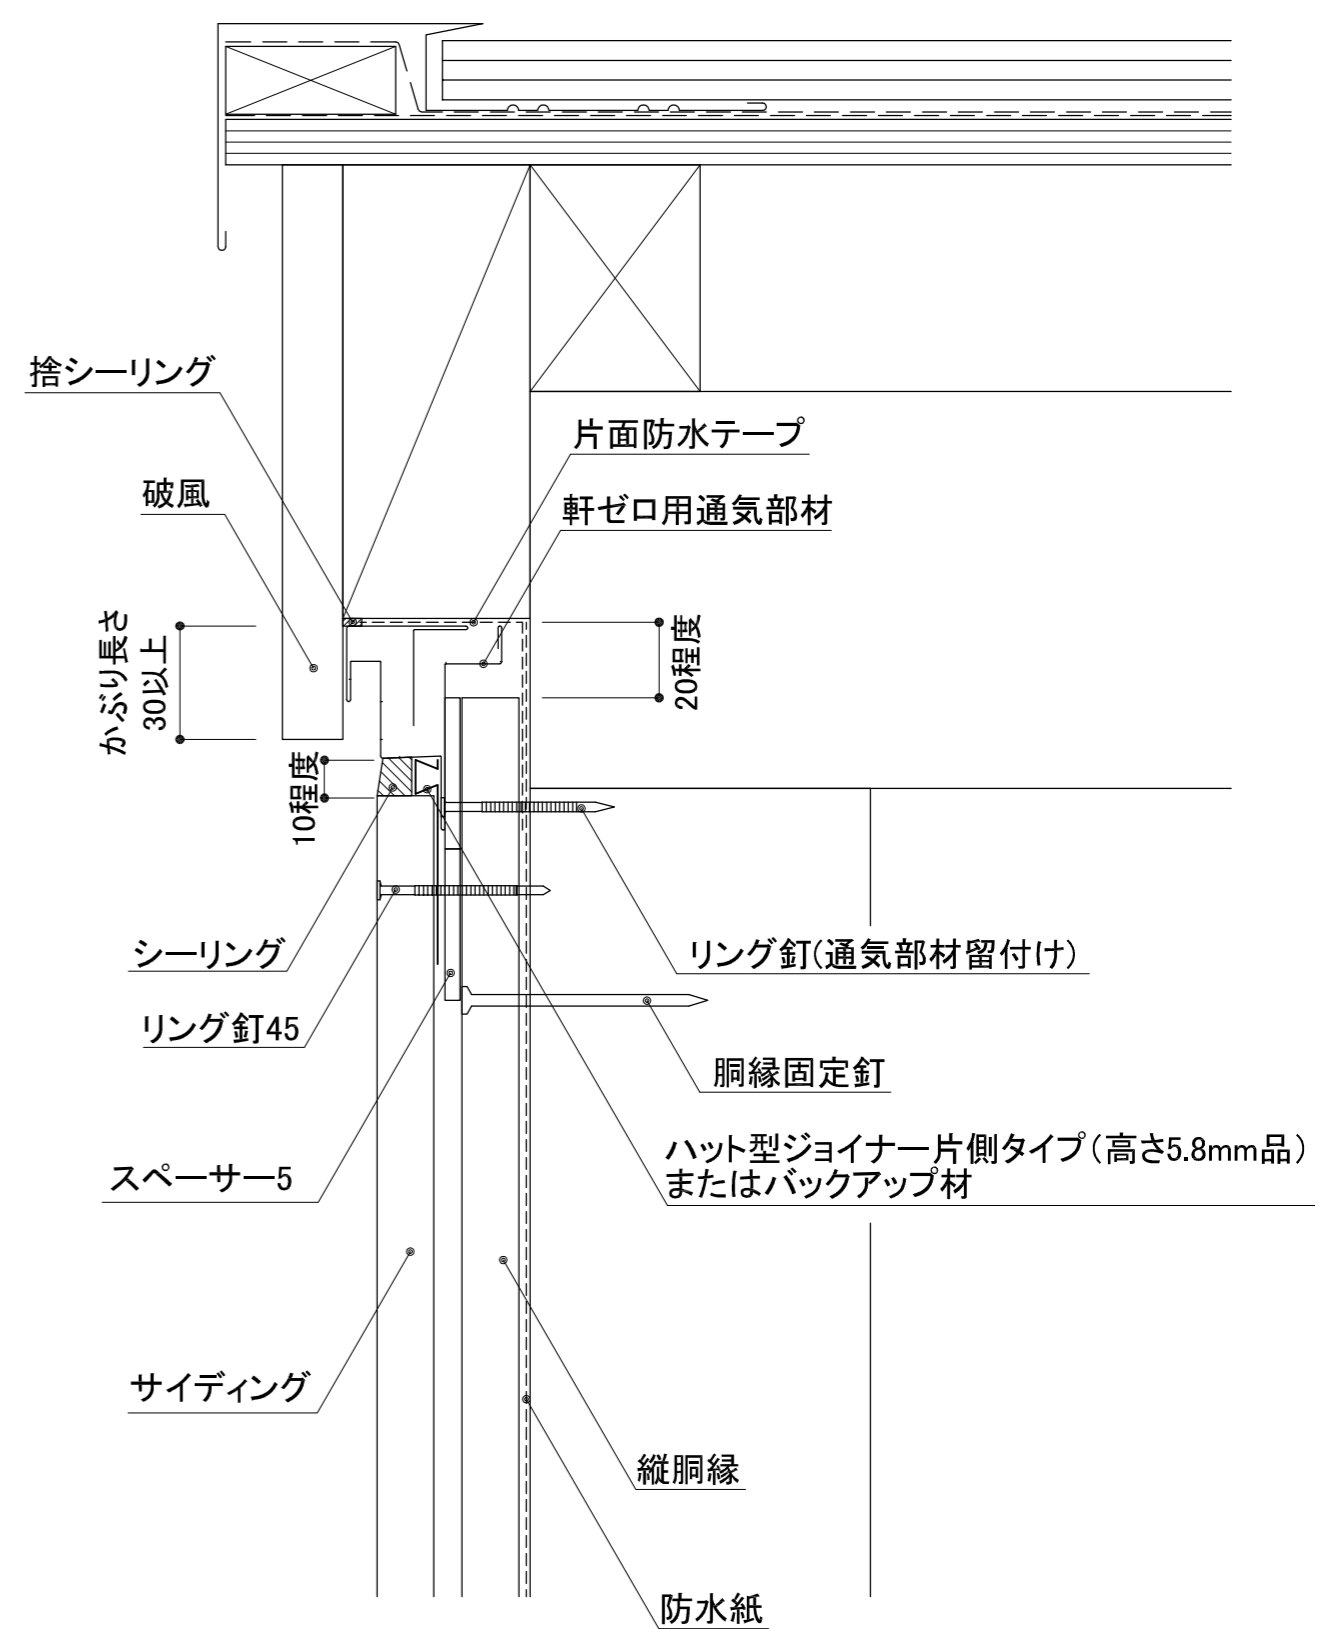 捨シーリング
片面防水テープ
破風
軒ゼロ用通気部材
かぶり長さ
30以上
20程度
10程度
シーリング
リング釘(通気部材留付け)
リング釘45
胴縁固定釘
ハット型ジョイナー片側タイプ(高さ5.8mm品)
またはバックアップ材
スペーサー5
サイディング
縦胴縁
防水紙